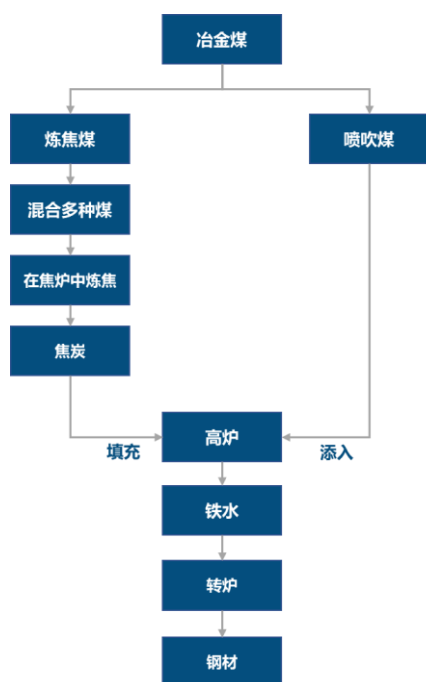 冶金煤
炼焦煤
喷吹煤
混合多种煤
在焦炉中炼焦
焦炭
高炉
填充
添入
铁水
转炉
钢材